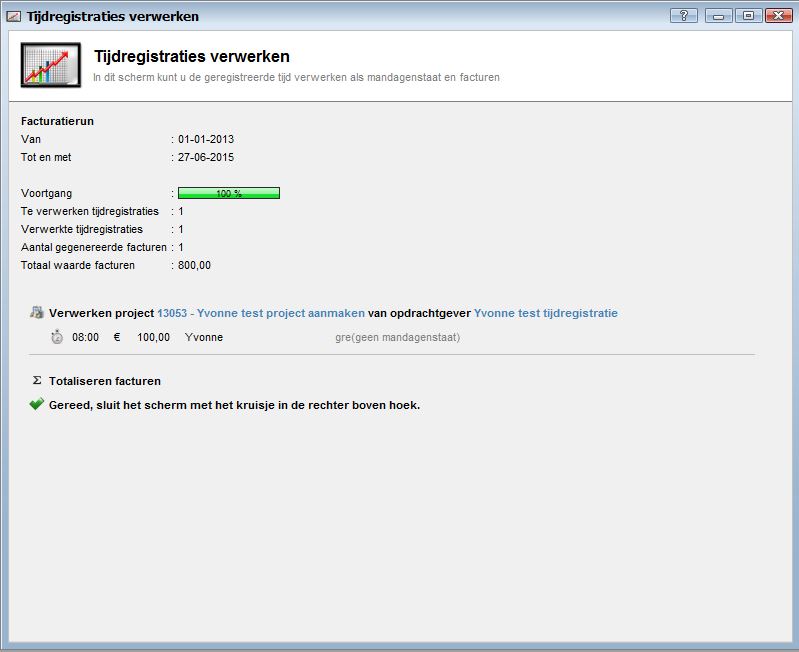 Tijdregistraties verwerken
Tijdregistraties verwerken
In dit scherm kunt u de geregistreerde tijd verwerken als mandagenstaat en facturen
Facturatierun
Van : 01-01-2013
Tot en met : 27-06-2015
Voortgang : 100 %
Te verwerken tijdregistraties : 1
Verwerkte tijdregistraties : 1
Aantal gegenereerde facturen : 1
Totaal waarde facturen : 800,00
Verwerken project 13053 - Yvonne test project aanmaken van opdrachtgever Yvonne test tijdregistratie
08:00 € 100,00 Yvonne gre(geen mandagenstaat)
Σ Totaliseren facturen
Gereed, sluit het scherm met het kruisje in de rechter boven hoek.